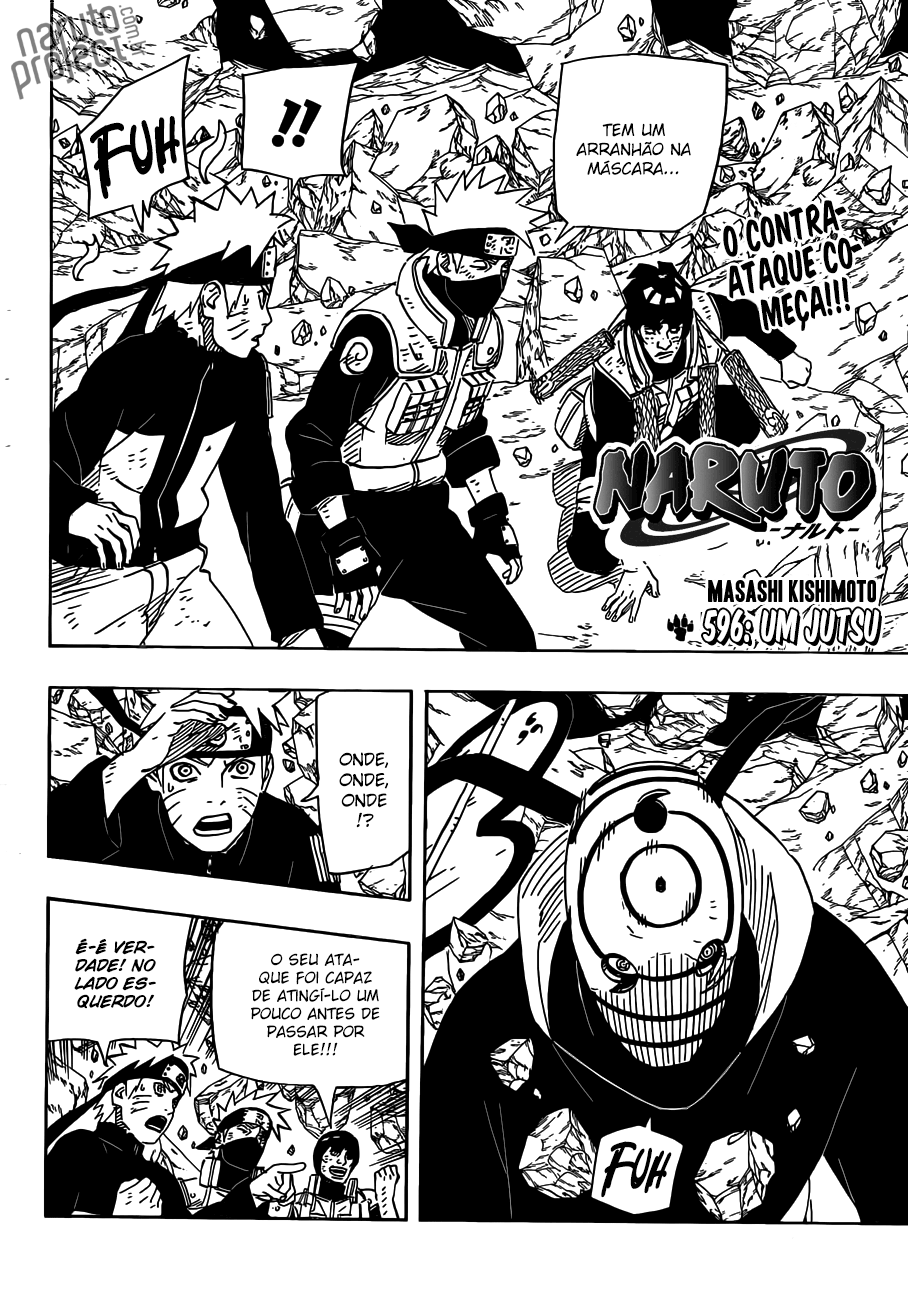 naruto
project.com.br
FUH
!!
TEM UM
ARRANHÃO NA
MÁSCARA...
O CONTRA-
ATAQUE CO-
MEÇA!!!
NARUTO
-ナルト-
MASASHI KISHIMOTO
596: UM JUTSU
ONDE,
ONDE,
ONDE
!?
O SEU ATA-
QUE FOI CAPAZ
DE ATINGÍ-LO UM
POUCO ANTES DE
PASSAR POR
ELE!!!
É-É VER-
DADE! NO
LADO ES-
QUERDO!
FUH